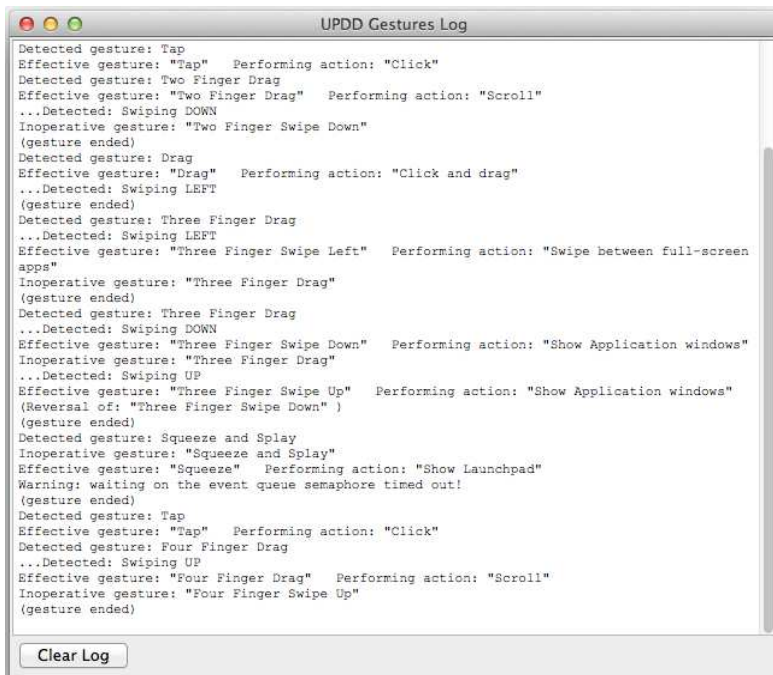 UPDD Gestures Log
Detected gesture: Tap
Effective gesture: "Tap"   Performing action: "Click"
Detected gesture: Two Finger Drag
Effective gesture: "Two Finger Drag"   Performing action: "Scroll"
...Detected: Swiping DOWN
Inoperative gesture: "Two Finger Swipe Down"
(gesture ended)
Detected gesture: Drag
Effective gesture: "Drag"   Performing action: "Click and drag"
...Detected: Swiping LEFT
(gesture ended)
Detected gesture: Three Finger Drag
...Detected: Swiping LEFT
Effective gesture: "Three Finger Swipe Left"   Performing action: "Swipe between full-screen
apps"
Inoperative gesture: "Three Finger Drag"
(gesture ended)
Detected gesture: Three Finger Drag
...Detected: Swiping DOWN
Effective gesture: "Three Finger Swipe Down"   Performing action: "Show Application windows"
Inoperative gesture: "Three Finger Drag"
...Detected: Swiping UP
Effective gesture: "Three Finger Swipe Up"   Performing action: "Show Application windows"
(Reversal of: "Three Finger Swipe Down" )
(gesture ended)
Detected gesture: Squeeze and Splay
Inoperative gesture: "Squeeze and Splay"
Effective gesture: "Squeeze"   Performing action: "Show Launchpad"
Warning: waiting on the event queue semaphore timed out!
(gesture ended)
Detected gesture: Tap
Effective gesture: "Tap"   Performing action: "Click"
Detected gesture: Four Finger Drag
...Detected: Swiping UP
Effective gesture: "Four Finger Drag"   Performing action: "Scroll"
Inoperative gesture: "Four Finger Swipe Up"
(gesture ended)
Clear Log